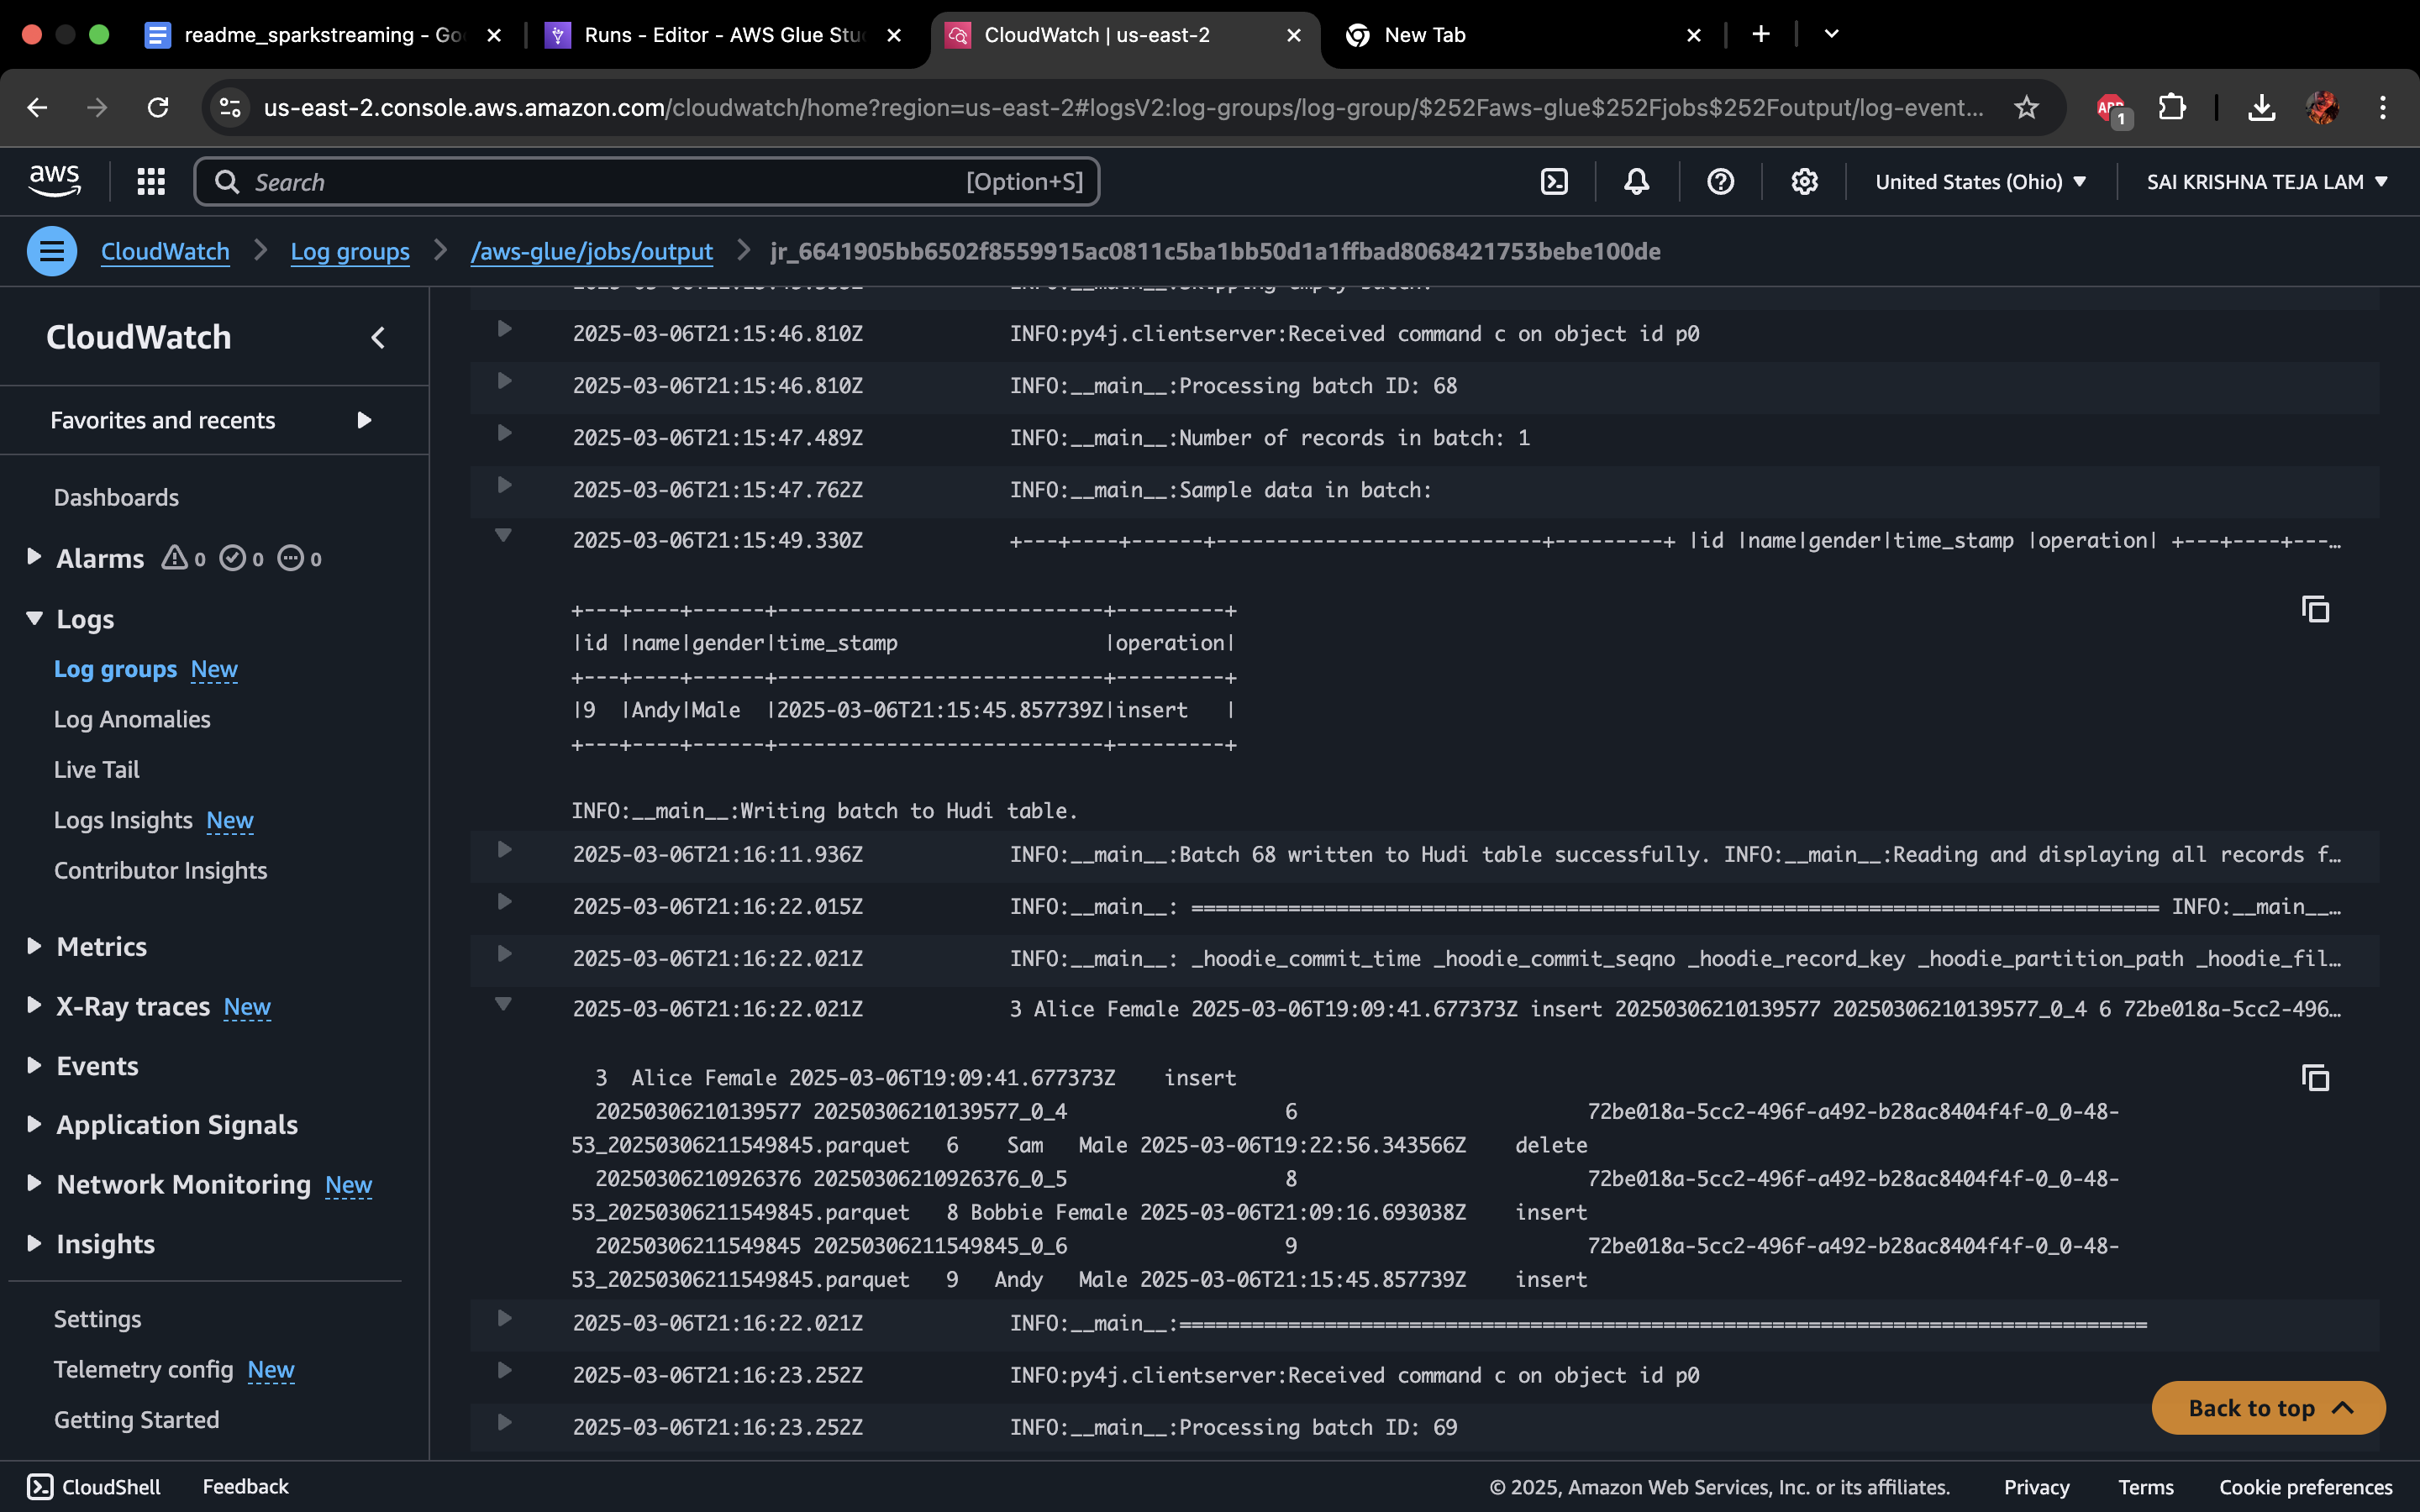 readme_sparkstreaming - Go
Runs - Editor - AWS Glue Stu
CloudWatch | us-east-2
New Tab
us-east-2.console.aws.amazon.com/cloudwatch/home?region=us-east-2#logsV2:log-groups/log-group/$252Faws-glue$252Fjobs$252Foutput/log-event...
ABP
1
aws
Search
[Option+S]
United States (Ohio)
SAI KRISHNA TEJA LAM
CloudWatch
Log groups
/aws-glue/jobs/output
jr_6641905bb6502f8559915ac0811c5ba1bb50d1a1ffbad8068421753bebe100de
CloudWatch
Favorites and recents
Dashboards
Alarms 0 0 0
Logs
Log groups New
Log Anomalies
Live Tail
Logs Insights New
Contributor Insights
Metrics
X-Ray traces New
Events
Application Signals
Network Monitoring New
Insights
Settings
Telemetry config New
Getting Started
INFO:__main__:Skipping empty batch.
2025-03-06T21:15:46.810Z INFO:py4j.clientserver:Received command c on object id p0
2025-03-06T21:15:46.810Z INFO:__main__:Processing batch ID: 68
2025-03-06T21:15:47.489Z INFO:__main__:Number of records in batch: 1
2025-03-06T21:15:47.762Z INFO:__main__:Sample data in batch:
2025-03-06T21:15:49.330Z +---+----+------+---------------------------+---------+ |id |name|gender|time_stamp |operation| +---+----+---…
+---+----+------+---------------------------+---------+
|id |name|gender|time_stamp                 |operation|
+---+----+------+---------------------------+---------+
|9  |Andy|Male  |2025-03-06T21:15:45.857739Z|insert   |
+---+----+------+---------------------------+---------+
INFO:__main__:Writing batch to Hudi table.
2025-03-06T21:16:11.936Z INFO:__main__:Batch 68 written to Hudi table successfully. INFO:__main__:Reading and displaying all records f…
2025-03-06T21:16:22.015Z INFO:__main__: ================================================================================ INFO:__main__…
2025-03-06T21:16:22.021Z INFO:__main__: _hoodie_commit_time _hoodie_commit_seqno _hoodie_record_key _hoodie_partition_path _hoodie_fil…
2025-03-06T21:16:22.021Z 3 Alice Female 2025-03-06T19:09:41.677373Z insert 20250306210139577 20250306210139577_0_4 6 72be018a-5cc2-496…
3 Alice Female 2025-03-06T19:09:41.677373Z insert
20250306210139577 20250306210139577_0_4 6 72be018a-5cc2-496f-a492-b28ac8404f4f-0_0-48-
53_20250306211549845.parquet 6 Sam Male 2025-03-06T19:22:56.343566Z delete
20250306210926376 20250306210926376_0_5 8 72be018a-5cc2-496f-a492-b28ac8404f4f-0_0-48-
53_20250306211549845.parquet 8 Bobbie Female 2025-03-06T21:09:16.693038Z insert
20250306211549845 20250306211549845_0_6 9 72be018a-5cc2-496f-a492-b28ac8404f4f-0_0-48-
53_20250306211549845.parquet 9 Andy Male 2025-03-06T21:15:45.857739Z insert
2025-03-06T21:16:22.021Z INFO:__main__:================================================================================
2025-03-06T21:16:23.252Z INFO:py4j.clientserver:Received command c on object id p0
2025-03-06T21:16:23.252Z INFO:__main__:Processing batch ID: 69
Back to top
CloudShell
Feedback
© 2025, Amazon Web Services, Inc. or its affiliates.
Privacy
Terms
Cookie preferences